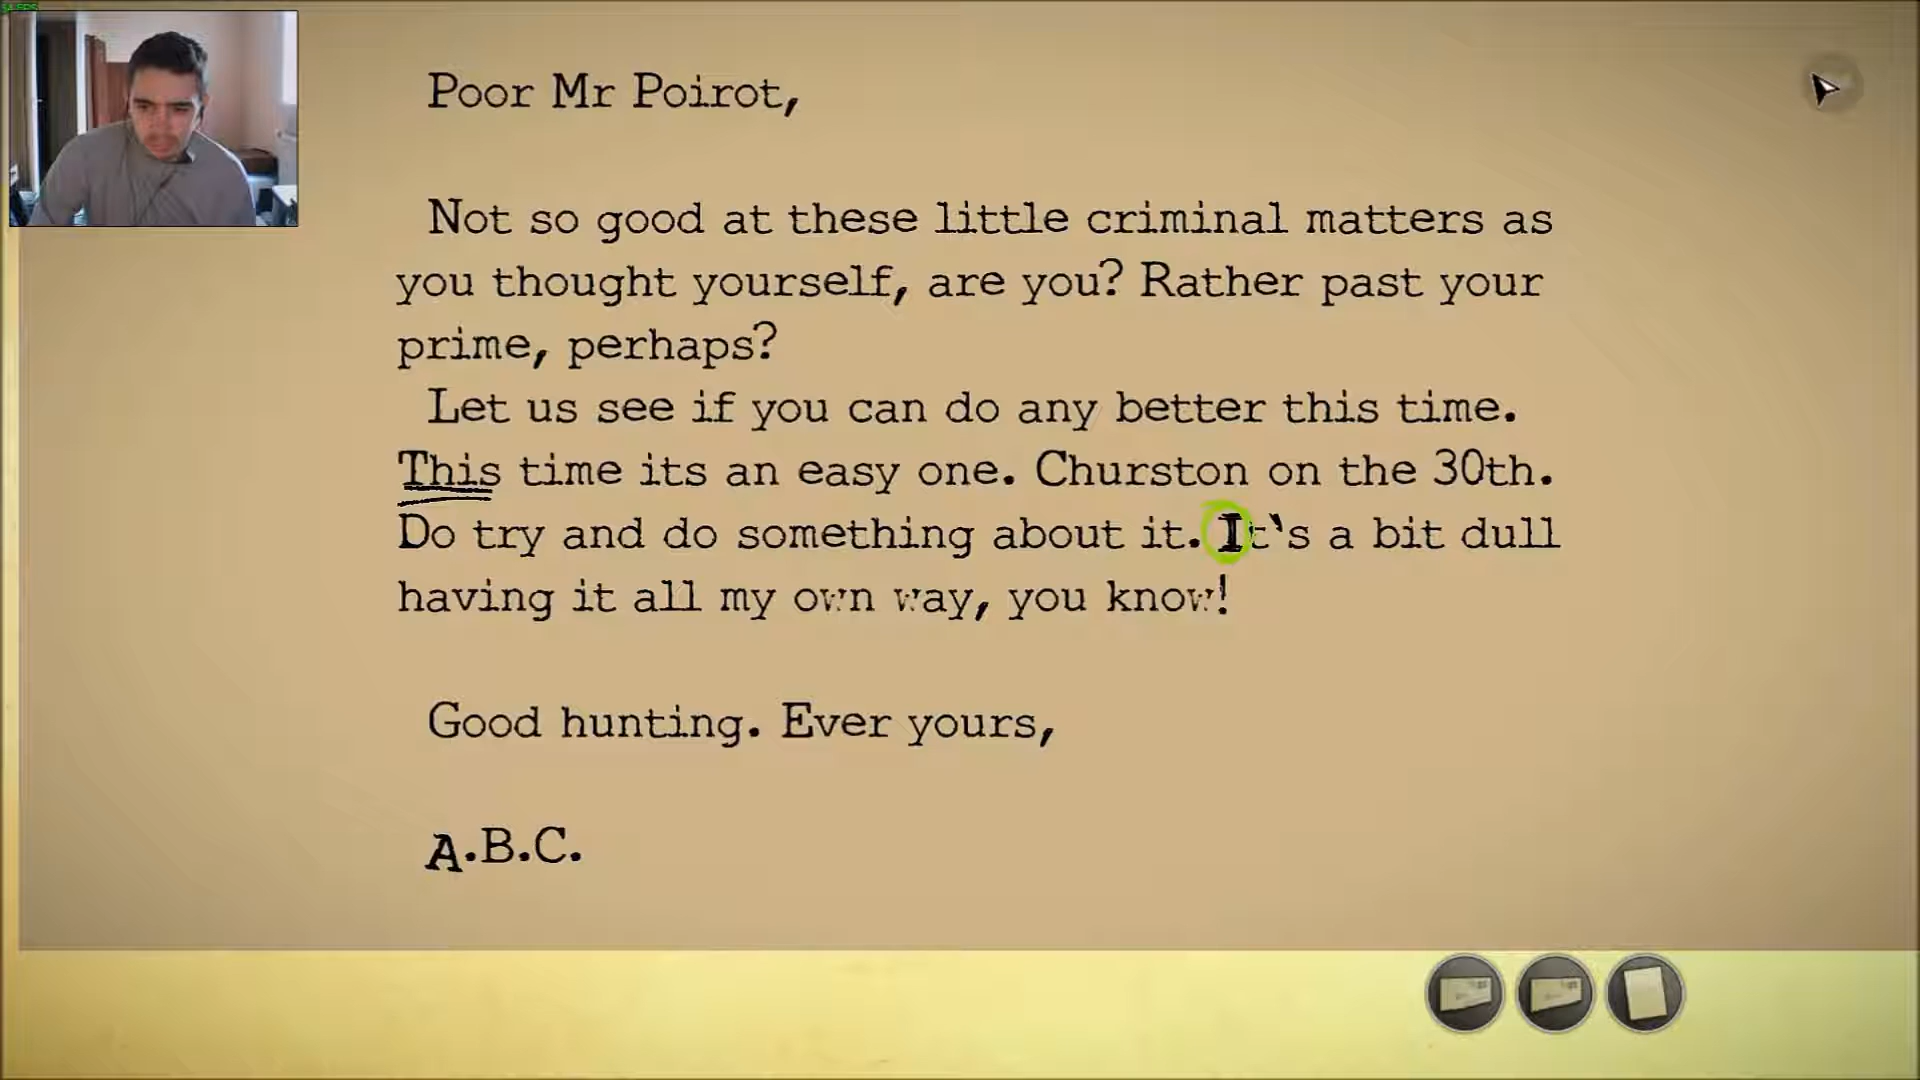 Poor Mr Poirot,
Not so good at these little criminal matters as
you thought yourself, are you? Rather past your
prime, perhaps?
Let us see if you can do any better this time.
This time its an easy one. Churston on the 30th.
Do try and do something about it. It`s a bit dull
having it all my own way, you know!
Good hunting. Ever yours,
A.B.C.